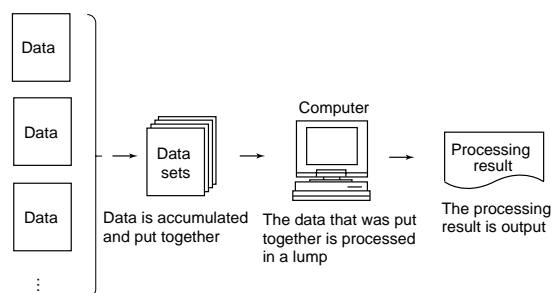 Data
Data
Data
⋮
Data
sets
Data is accumulated
and put together
Computer
The data that was put
together is processed
in a lump
Processing
result
The processing
result is output